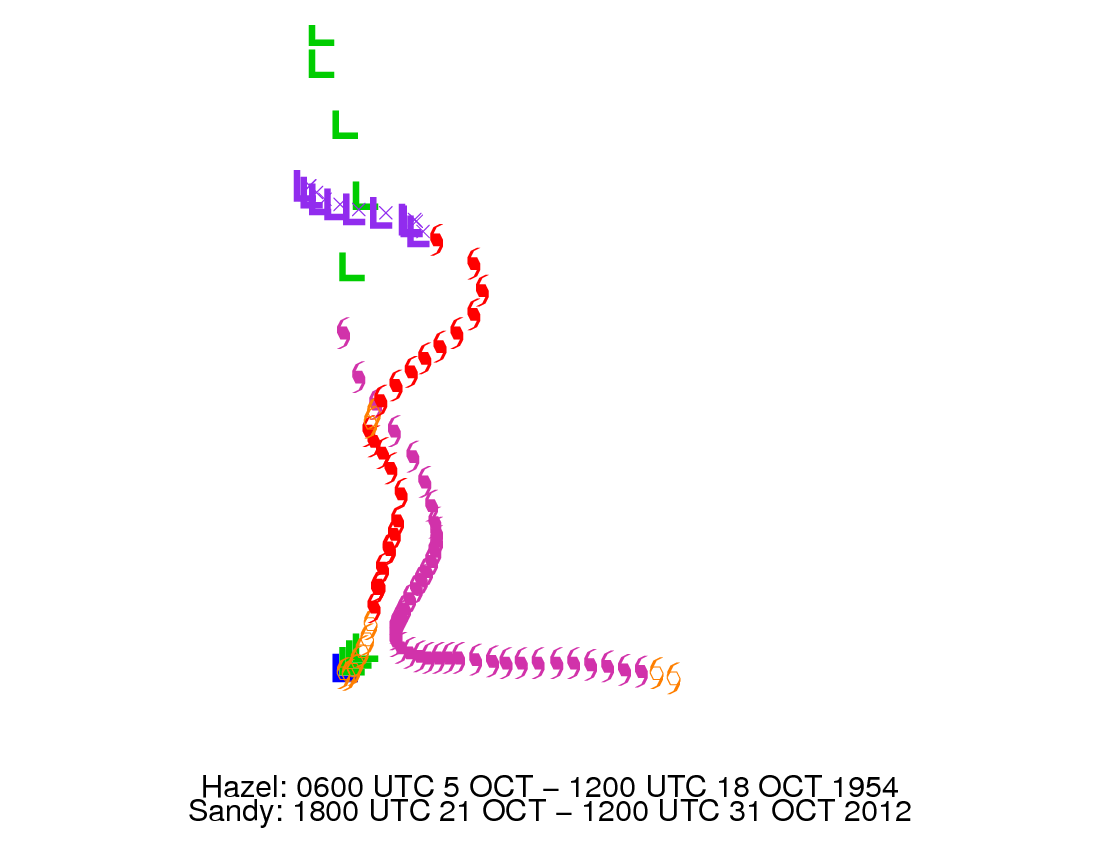 Hazel: 0600 UTC 5 OCT – 1200 UTC 18 OCT 1954
Sandy: 1800 UTC 21 OCT – 1200 UTC 31 OCT 2012